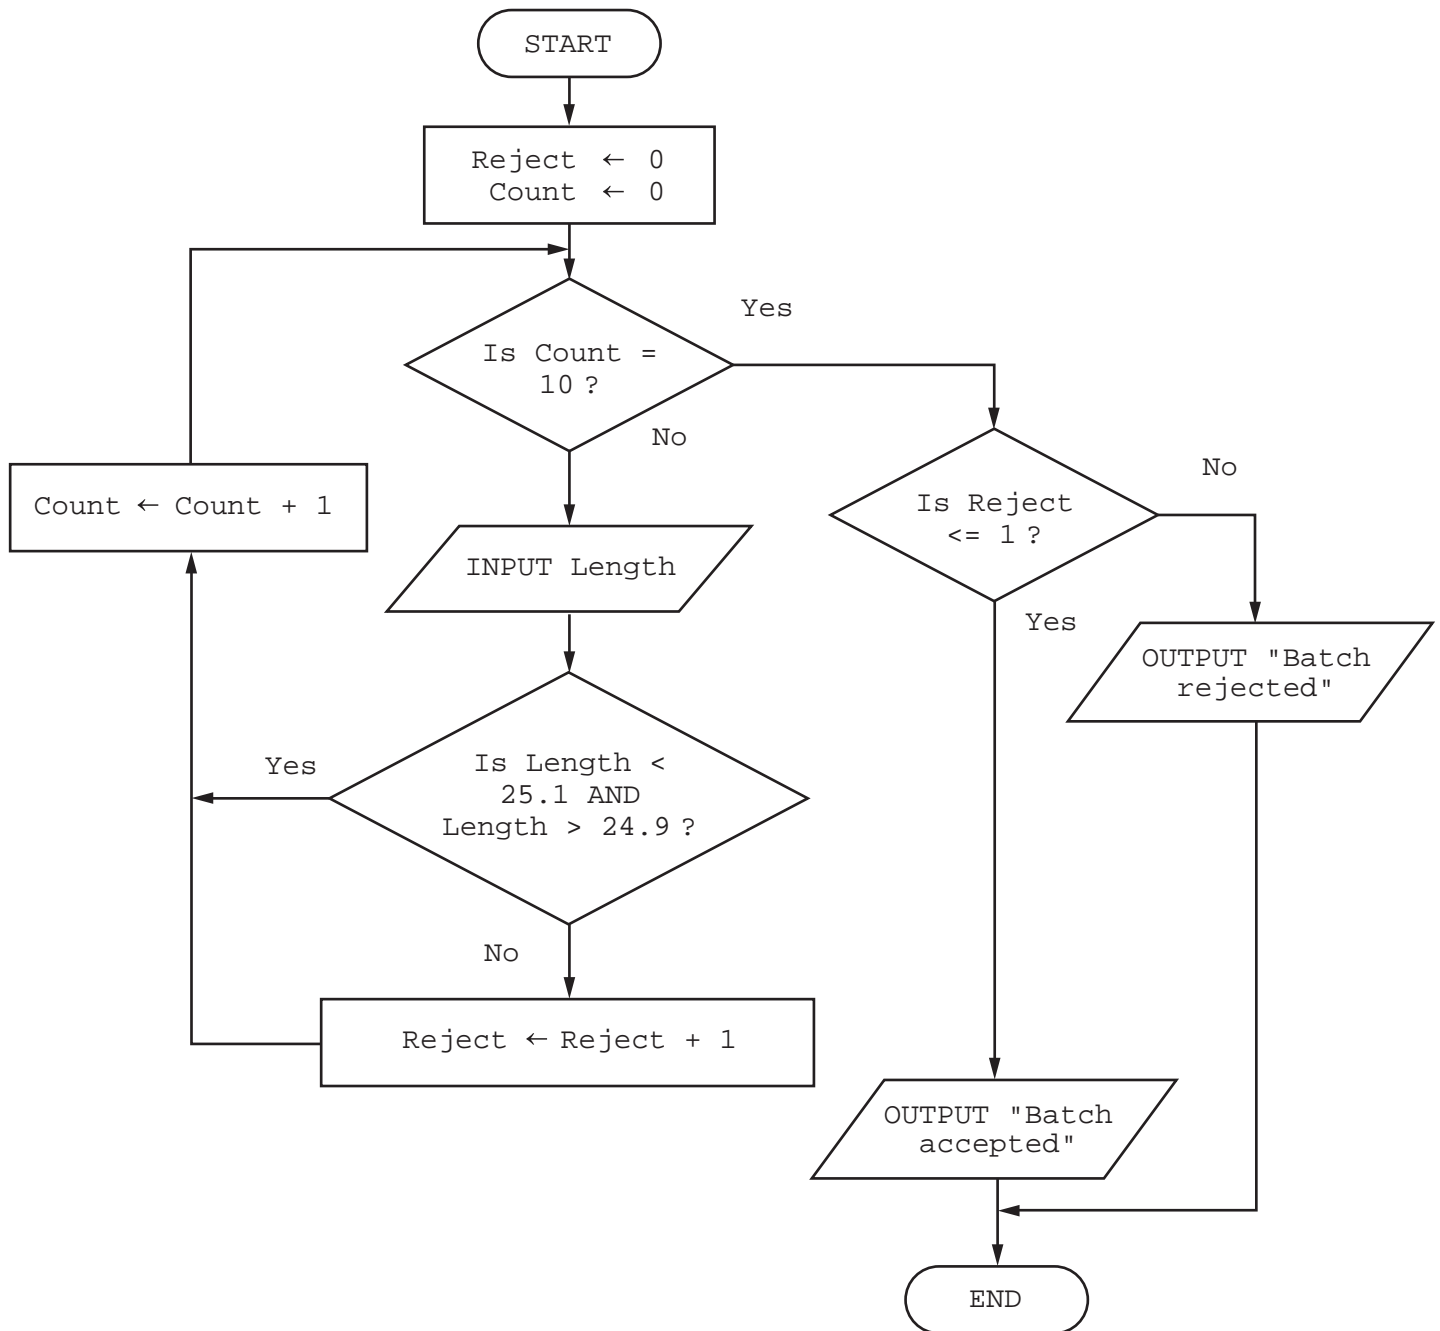 START
Reject ← 0
Count ← 0
Is Count =
10 ?
Yes
No
Count ← Count + 1
INPUT Length
Is Length <
25.1 AND
Length > 24.9 ?
Yes
No
Reject ← Reject + 1
Is Reject
<= 1 ?
No
Yes
OUTPUT "Batch
rejected"
OUTPUT "Batch
accepted"
END